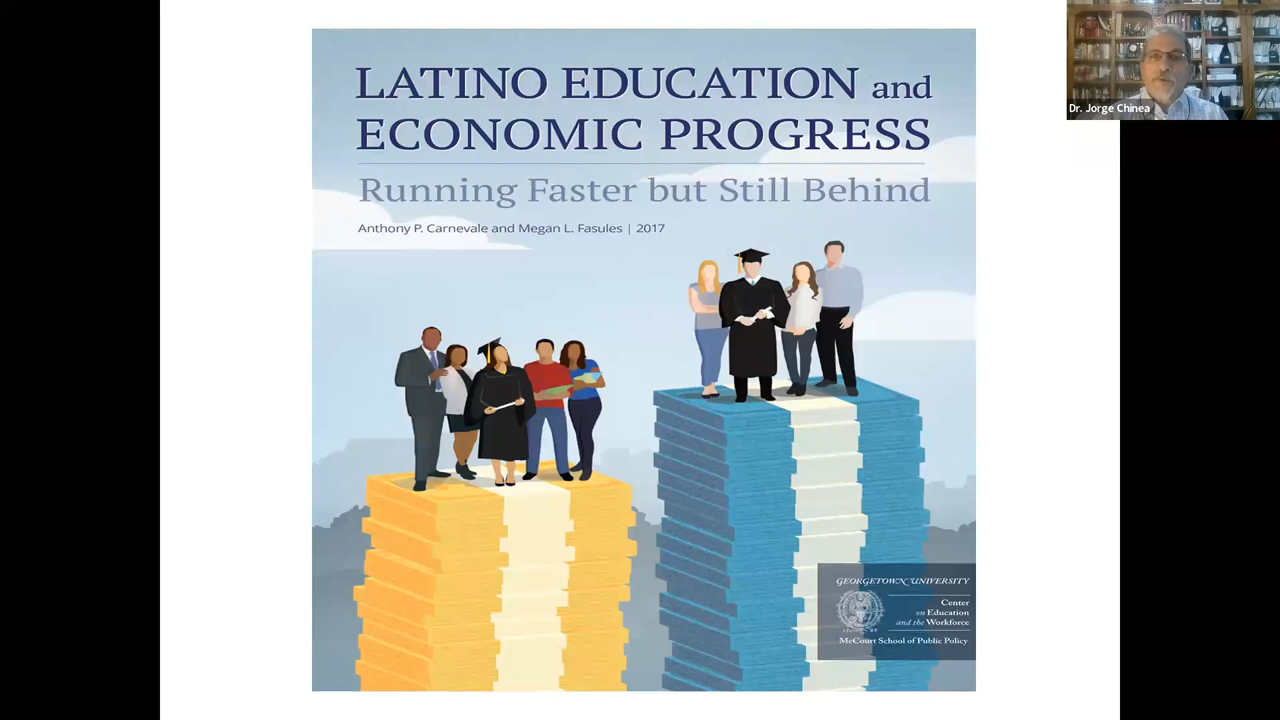 LATINO EDUCATION and
ECONOMIC PROGRESS
Running Faster but Still Behind
Anthony P. Carnevale and Megan L. Fasules | 2017
GEORGETOWN UNIVERSITY
Center
on Education
and the Workforce
McCourt School of Public Policy
Dr. Jorge Chinea